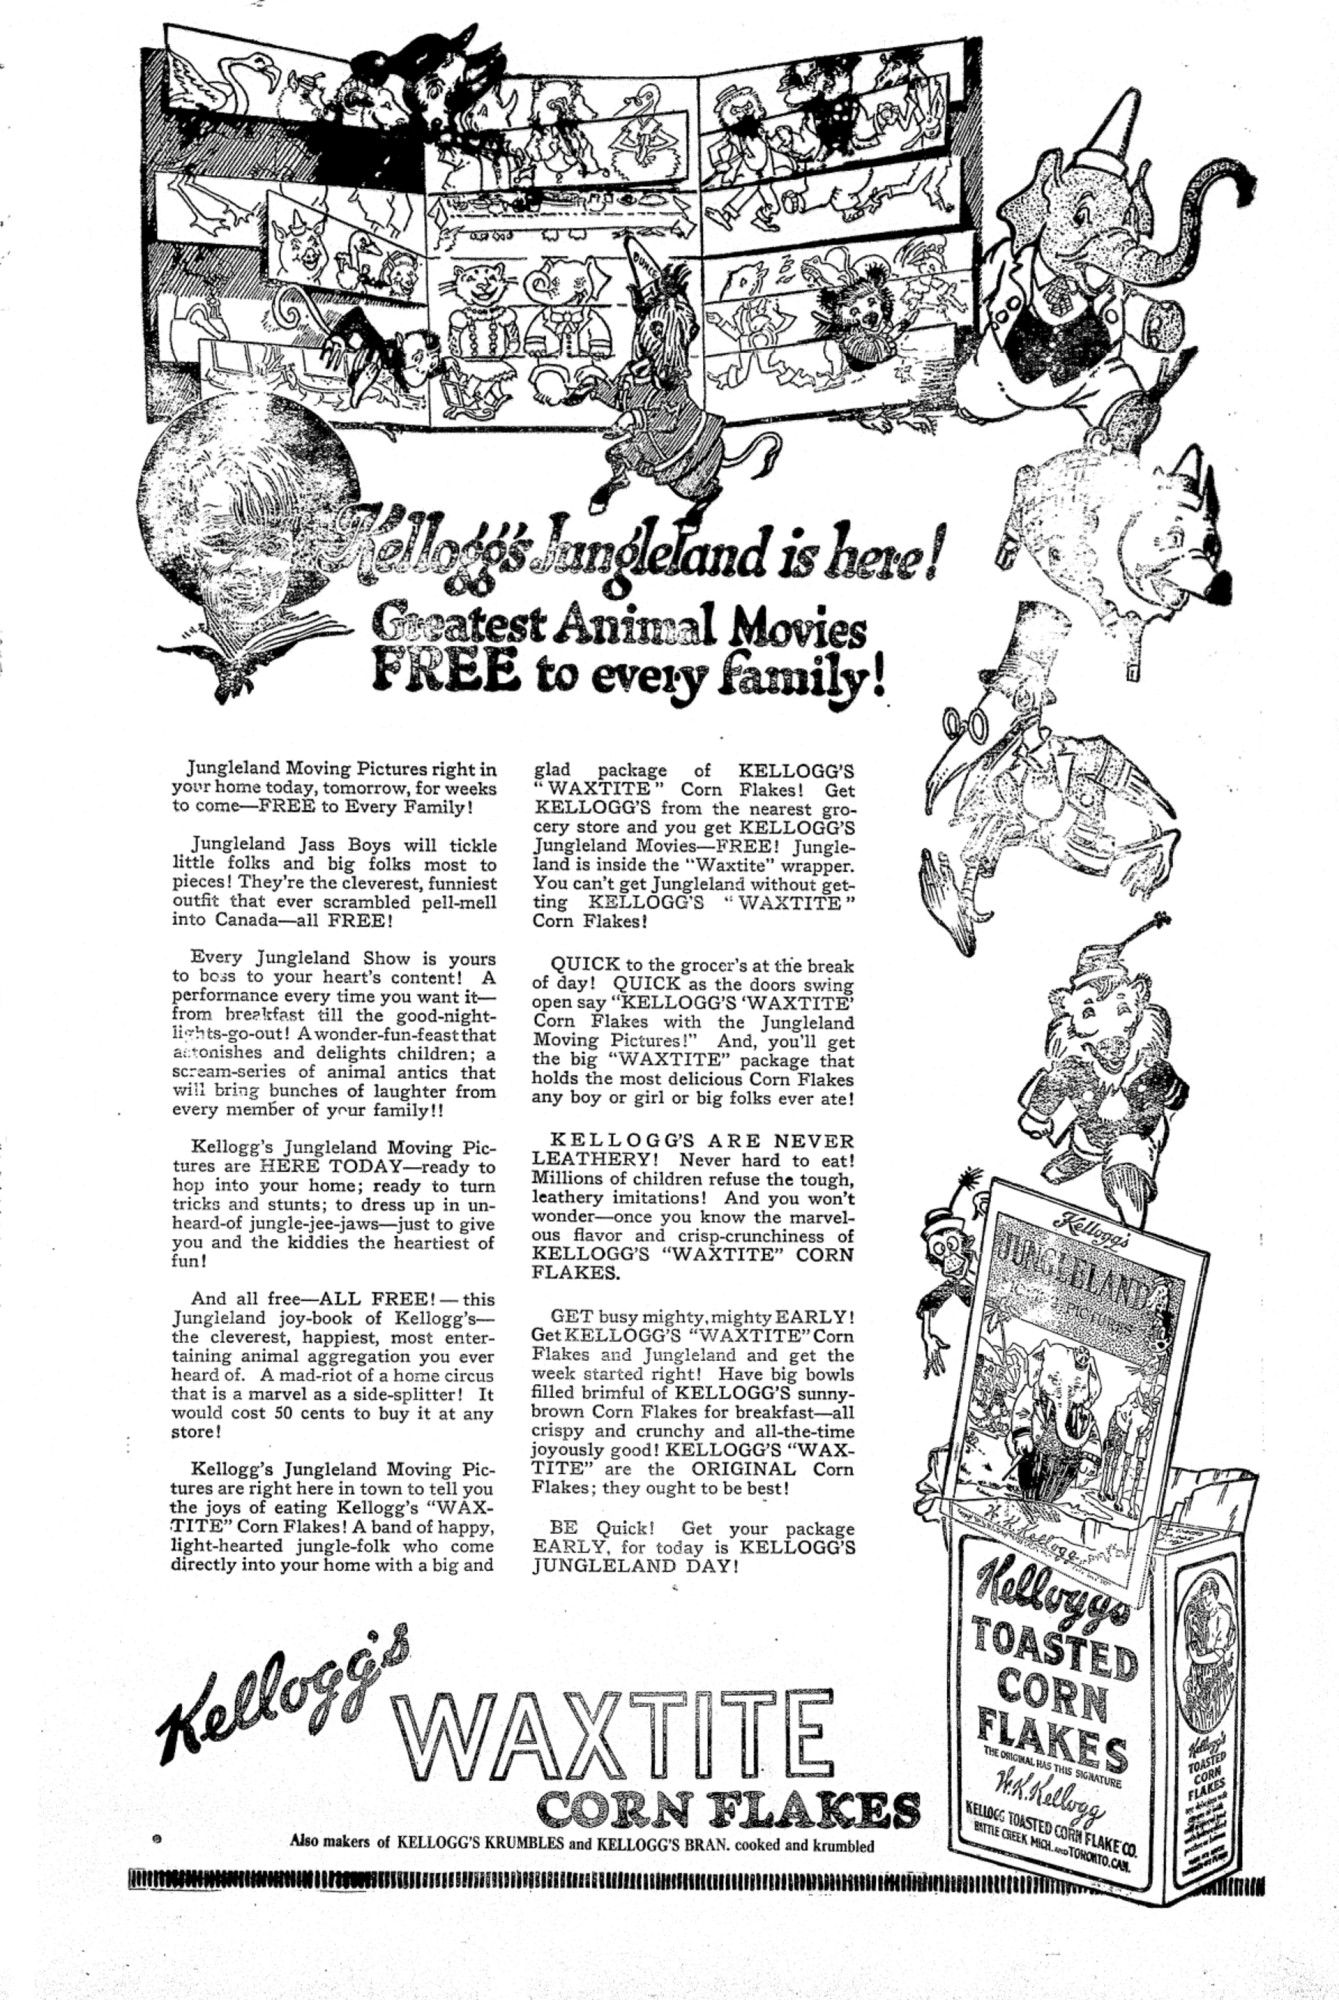 DUNCE
Kellogg's Jungleland is here!
Greatest Animal Movies
FREE to every family!
Jungleland Moving Pictures right in
your home today, tomorrow, for weeks
to come—FREE to Every Family!
Jungleland Jass Boys will tickle
little folks and big folks most to
pieces! They're the cleverest, funniest
outfit that ever scrambled pell-mell
into Canada—all FREE!
Every Jungleland Show is yours
to boss to your heart's content! A
performance every time you want it—
from breakfast till the good-night-
lights-go-out! A wonder-fun-feast that
astonishes and delights children; a
scream-series of animal antics that
will bring bunches of laughter from
every member of your family!!
Kellogg's Jungleland Moving Pic-
tures are HERE TODAY—ready to
hop into your home; ready to turn
tricks and stunts; to dress up in un-
heard-of jungle-jee-jaws—just to give
you and the kiddies the heartiest of
fun!
And all free—ALL FREE!—this
Jungleland joy-book of Kellogg's—
the cleverest, happiest, most enter-
taining animal aggregation you ever
heard of. A mad-riot of a home circus
that is a marvel as a side-splitter! It
would cost 50 cents to buy it at any
store!
Kellogg's Jungleland Moving Pic-
tures are right here in town to tell you
the joys of eating Kellogg's "WAX-
TITE" Corn Flakes! A band of happy,
light-hearted jungle-folk who come
directly into your home with a big and
glad package of KELLOGG'S
"WAXTITE" Corn Flakes! Get
KELLOGG'S from the nearest gro-
cery store and you get KELLOGG'S
Jungleland Movies—FREE! Jungle-
land is inside the "Waxtite" wrapper.
You can't get Jungleland without get-
ting KELLOGG'S "WAXTITE"
Corn Flakes!
QUICK to the grocer's at the break
of day! QUICK as the doors swing
open say "KELLOGG'S 'WAXTITE'
Corn Flakes with the Jungleland
Moving Pictures!" And, you'll get
the big "WAXTITE" package that
holds the most delicious Corn Flakes
any boy or girl or big folks ever ate!
KELLOGG'S ARE NEVER
LEATHERY! Never hard to eat!
Millions of children refuse the tough,
leathery imitations! And you won't
wonder—once you know the marvel-
ous flavor and crisp-crunchiness of
KELLOGG'S "WAXTITE" CORN
FLAKES.
GET busy mighty, mighty EARLY!
Get KELLOGG'S "WAXTITE" Corn
Flakes and Jungleland and get the
week started right! Have big bowls
filled brimful of KELLOGG'S sunny-
brown Corn Flakes for breakfast—all
crispy and crunchy and all-the-time
joyously good! KELLOGG'S "WAX-
TITE" are the ORIGINAL Corn
Flakes; they ought to be best!
BE Quick! Get your package
EARLY, for today is KELLOGG'S
JUNGLELAND DAY!
Kellogg's
JUNGLELAND
PICTURES
W.K.Kellogg
Kellogg's
TOASTED
CORN
FLAKES
THE ORIGINAL HAS THIS SIGNATURE
W.K.Kellogg
KELLOGG TOASTED CORN FLAKE CO.
BATTLE CREEK MICH. AND TORONTO, CAN.
Kellogg's
TOASTED
CORN
FLAKES
Kellogg's
WAXTITE
CORN FLAKES
Also makers of KELLOGG'S KRUMBLES and KELLOGG'S BRAN. cooked and krumbled